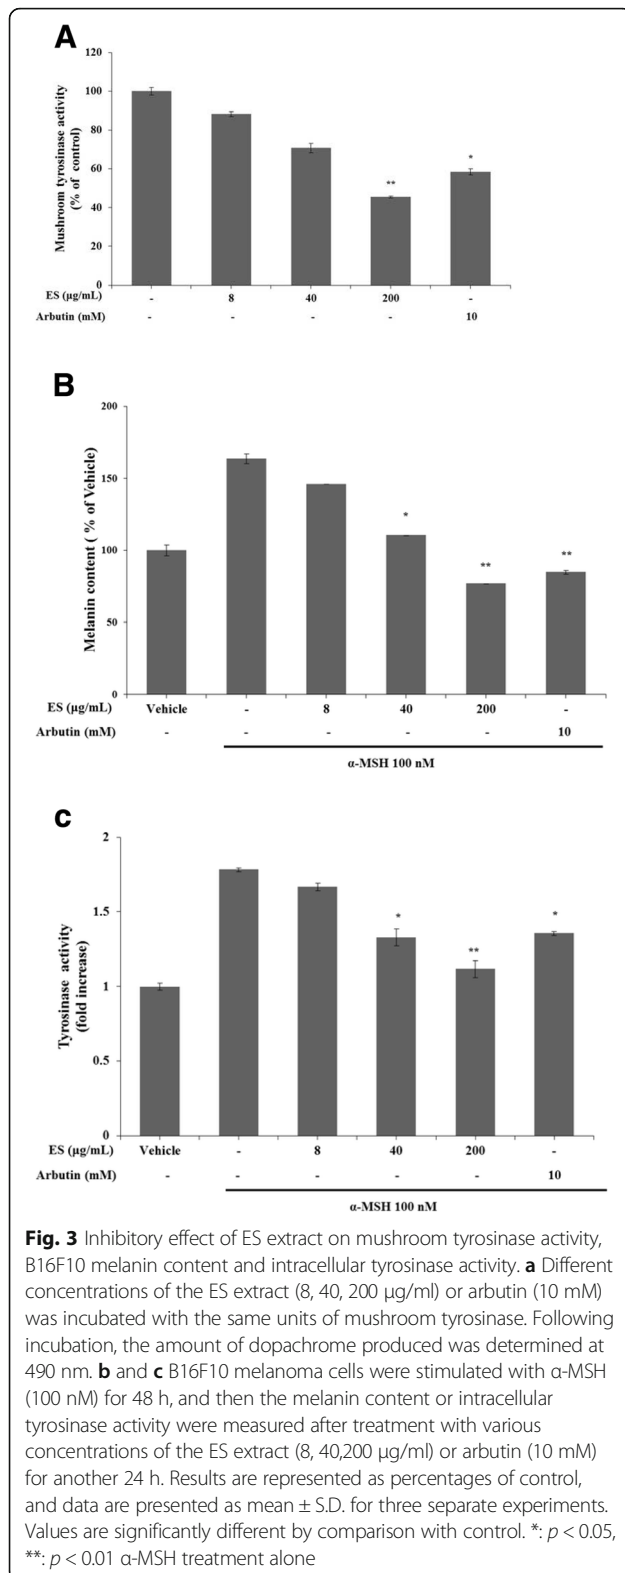 A
120
100
80
60
40
20
0
Mushroom tyrosinase activity
(% of control)
** *
ES (µg/mL) - 8 40 200 -
Arbutin (mM) - - - - 10
B
200
150
100
50
0
Melanin content ( % of Vehicle)
* ** **
ES (µg/mL) Vehicle - 8 40 200 -
Arbutin (mM) - - - - - 10
α-MSH 100 nM
C
2
1.5
1
0.5
0
Tyrosinase activity
(fold increase)
* ** *
ES (µg/mL) Vehicle - 8 40 200 -
Arbutin (mM) - - - - - 10
α-MSH 100 nM
Fig. 3 Inhibitory effect of ES extract on mushroom tyrosinase activity,
B16F10 melanin content and intracellular tyrosinase activity. a Different
concentrations of the ES extract (8, 40, 200 µg/ml) or arbutin (10 mM)
was incubated with the same units of mushroom tyrosinase. Following
incubation, the amount of dopachrome produced was determined at
490 nm. b and c B16F10 melanoma cells were stimulated with α-MSH
(100 nM) for 48 h, and then the melanin content or intracellular
tyrosinase activity were measured after treatment with various
concentrations of the ES extract (8, 40,200 µg/ml) or arbutin (10 mM)
for another 24 h. Results are represented as percentages of control,
and data are presented as mean ± S.D. for three separate experiments.
Values are significantly different by comparison with control. *: p < 0.05,
**: p < 0.01 α-MSH treatment alone